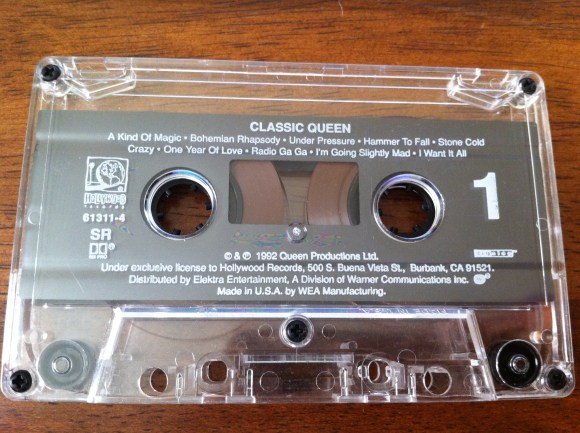 CLASSIC QUEEN
A Kind Of Magic • Bohemian Rhapsody • Under Pressure • Hammer To Fall • Stone Cold
Crazy • One Year Of Love • Radio Ga Ga • I'm Going Slightly Mad • I Want It All
HOLLYWOOD
records
61311-4
SR
1
© & ℗ 1992 Queen Productions Ltd.
Under exclusive license to Hollywood Records, 500 S. Buena Vista St., Burbank, CA 91521.
Distributed by Elektra Entertainment, A Division of Warner Communications Inc.
Made in U.S.A. by WEA Manufacturing.